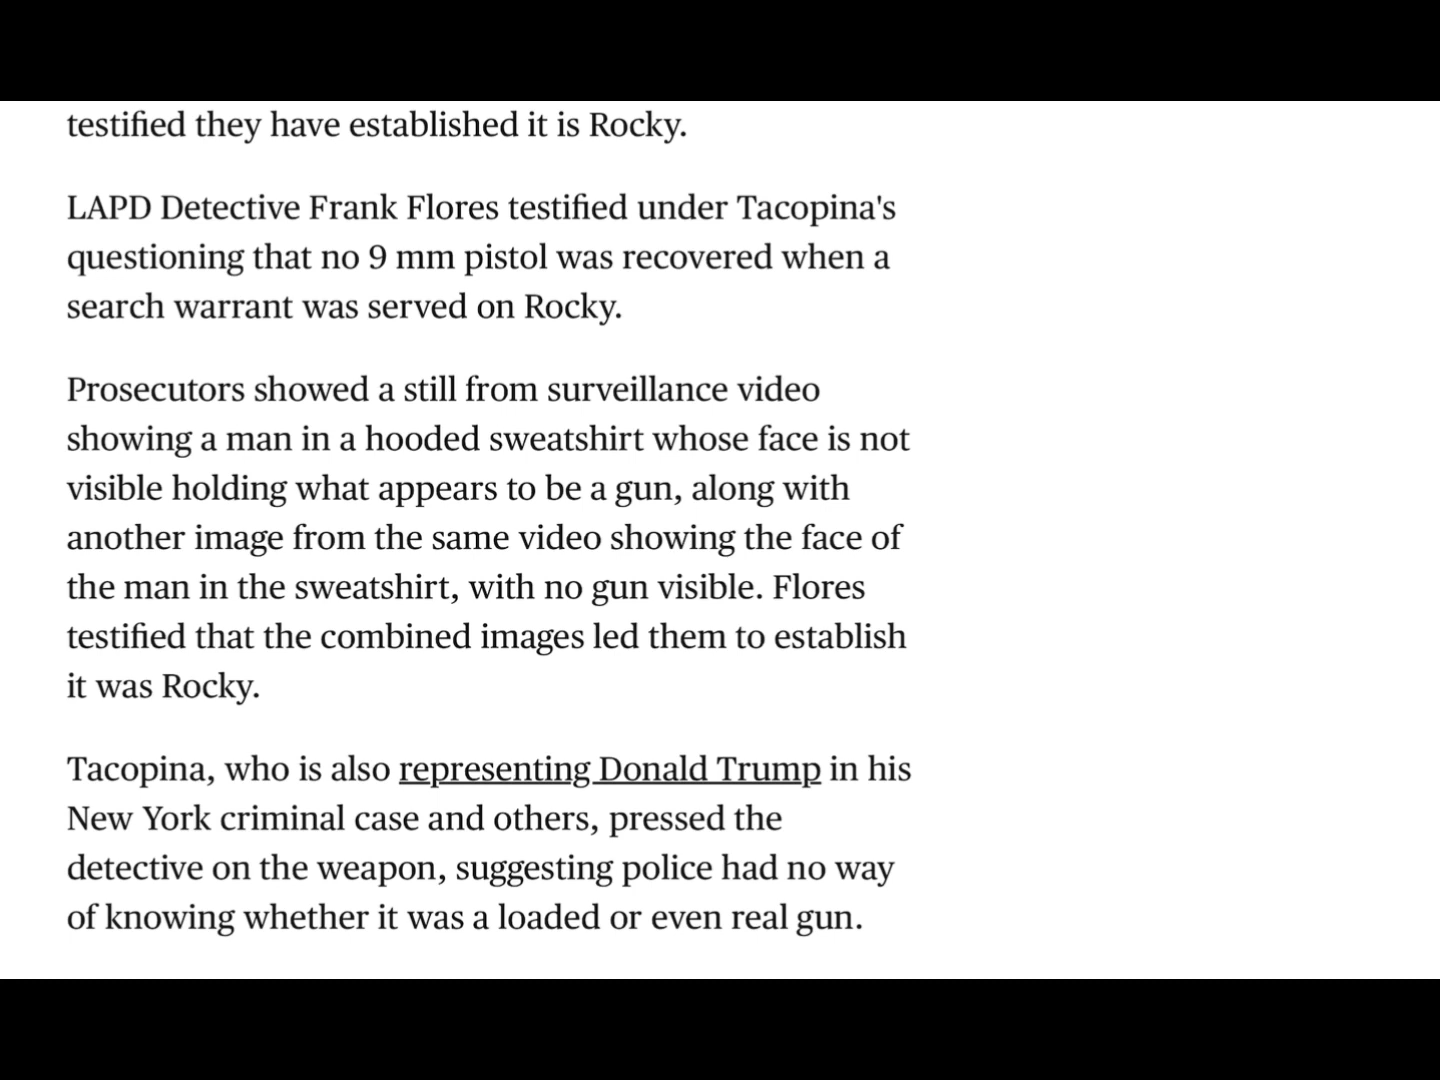 testified they have established it is Rocky.
LAPD Detective Frank Flores testified under Tacopina's
questioning that no 9 mm pistol was recovered when a
search warrant was served on Rocky.
Prosecutors showed a still from surveillance video
showing a man in a hooded sweatshirt whose face is not
visible holding what appears to be a gun, along with
another image from the same video showing the face of
the man in the sweatshirt, with no gun visible. Flores
testified that the combined images led them to establish
it was Rocky.
Tacopina, who is also representing Donald Trump in his
New York criminal case and others, pressed the
detective on the weapon, suggesting police had no way
of knowing whether it was a loaded or even real gun.